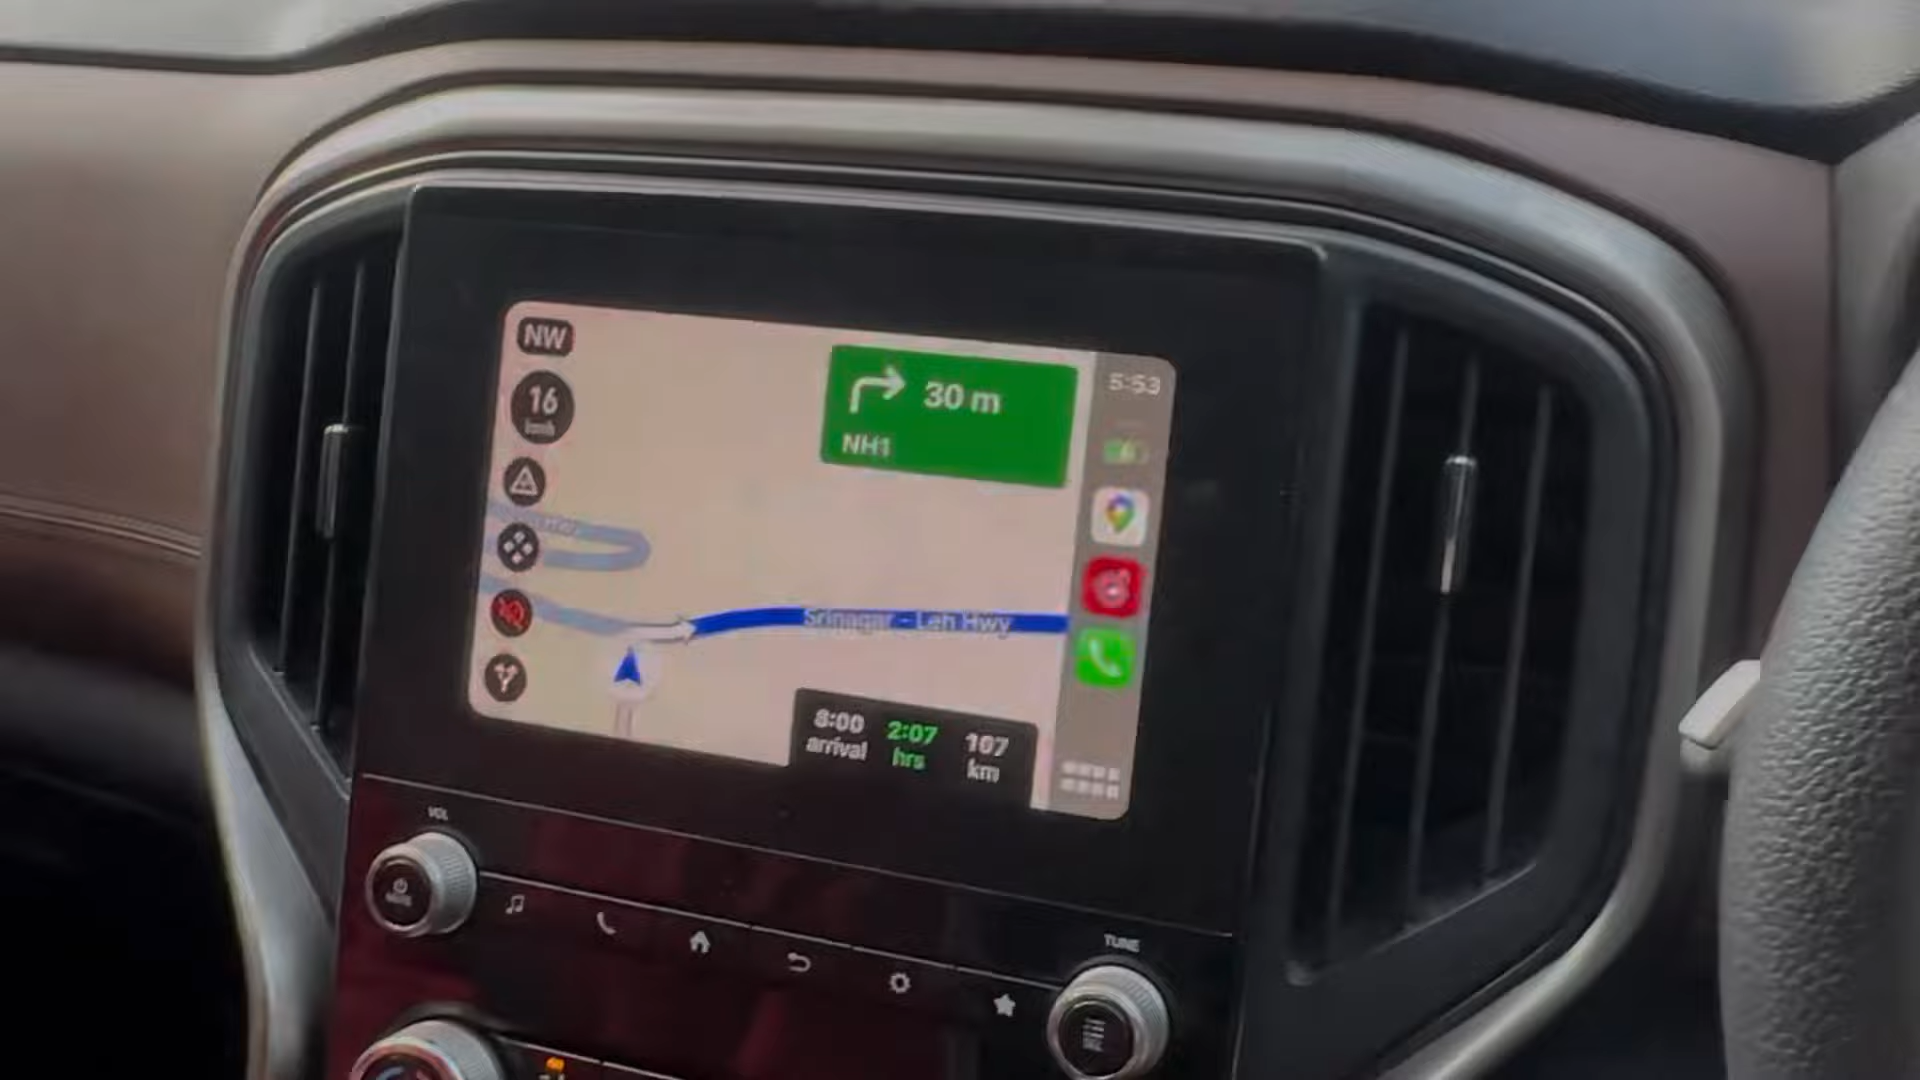 NW
16
km/h
30 m
NH1
5:53
Srinagar - Leh Hwy
8:00
arrival
2:07
hrs
107
km
VOL
TUNE